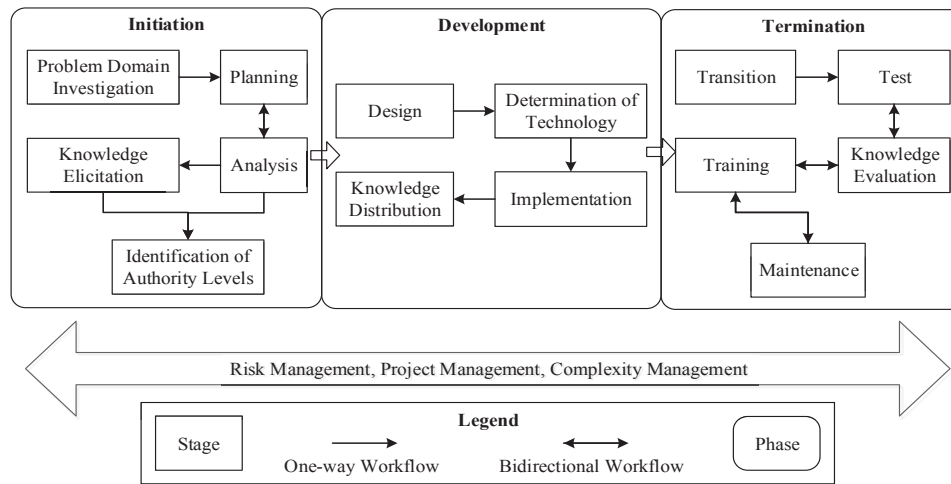 Initiation
Problem Domain
Investigation
Planning
Knowledge
Elicitation
Analysis
Identification of
Authority Levels
Development
Design
Determination of
Technology
Knowledge
Distribution
Implementation
Termination
Transition
Test
Training
Knowledge
Evaluation
Maintenance
Risk Management, Project Management, Complexity Management
Legend
Stage
One-way Workflow
Bidirectional Workflow
Phase